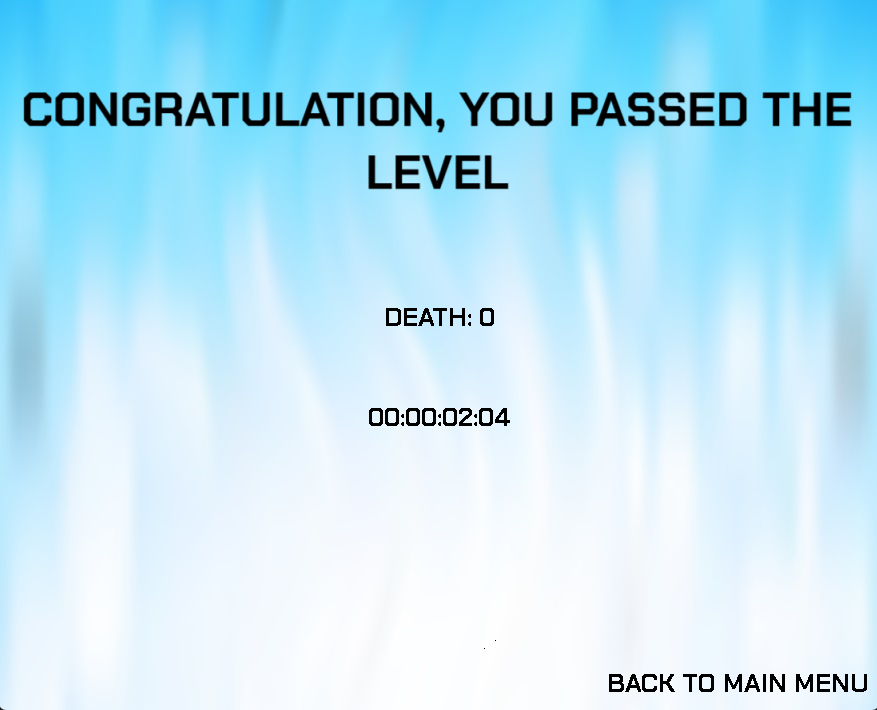 CONGRATULATION, YOU PASSED THE
LEVEL
DEATH: 0
00:00:02:04
BACK TO MAIN MENU